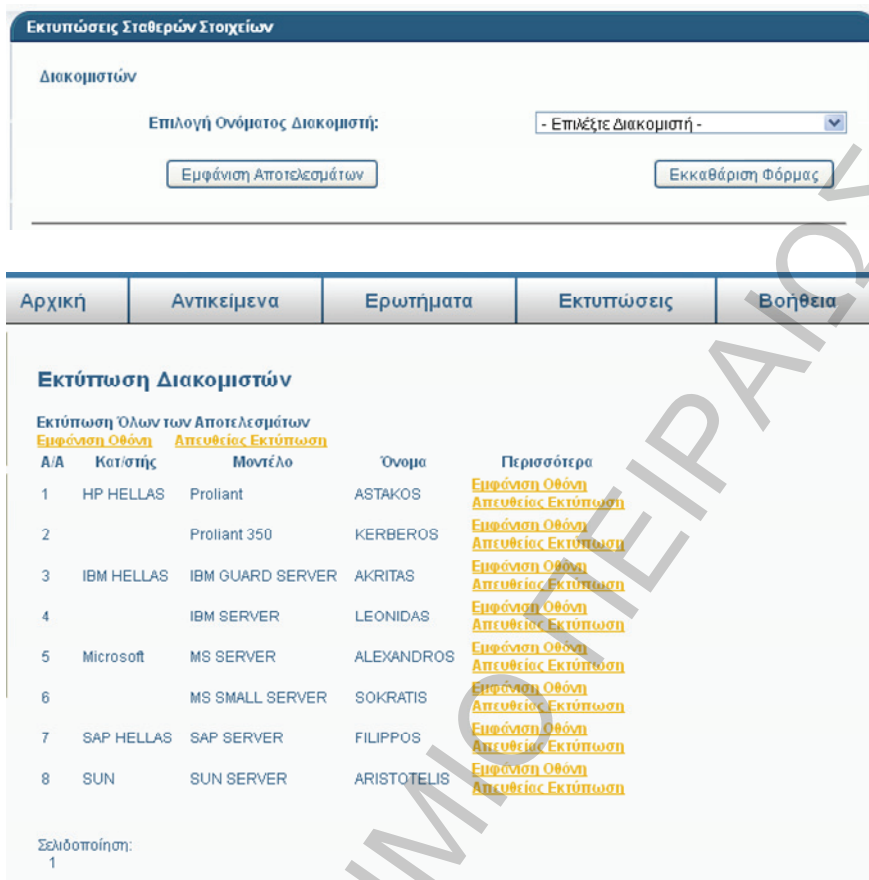 Εκτυπώσεις Σταθερών Στοιχείων
Διακομιστών
Επιλογή Ονόματος Διακομιστή: - Επιλέξτε Διακομιστή -
Εμφάνιση Αποτελεσμάτων Εκκαθάριση Φόρμας
Αρχική Αντικείμενα Ερωτήματα Εκτυπώσεις Βοήθεια
Εκτύπωση Διακομιστών
Εκτύπωση Όλων των Αποτελεσμάτων
Εμφάνιση Οθόνη Απευθείας Εκτύπωση
Α/Α Κατ/στής Μοντέλο Όνομα Περισσότερα
1 HP HELLAS Proliant ASTAKOS Εμφάνιση Οθόνη
Απευθείας Εκτύπωση
2 Proliant 350 KERBEROS Εμφάνιση Οθόνη
Απευθείας Εκτύπωση
3 IBM HELLAS IBM GUARD SERVER AKRITAS Εμφάνιση Οθόνη
Απευθείας Εκτύπωση
4 IBM SERVER LEONIDAS Εμφάνιση Οθόνη
Απευθείας Εκτύπωση
5 Microsoft MS SERVER ALEXANDROS Εμφάνιση Οθόνη
Απευθείας Εκτύπωση
6 MS SMALL SERVER SOKRATIS Εμφάνιση Οθόνη
Απευθείας Εκτύπωση
7 SAP HELLAS SAP SERVER FILIPPOS Εμφάνιση Οθόνη
Απευθείας Εκτύπωση
8 SUN SUN SERVER ARISTOTELIS Εμφάνιση Οθόνη
Απευθείας Εκτύπωση
Σελιδοποίηση:
1
ΜΙΟ ΠΕΙΡΑΙΩΣ